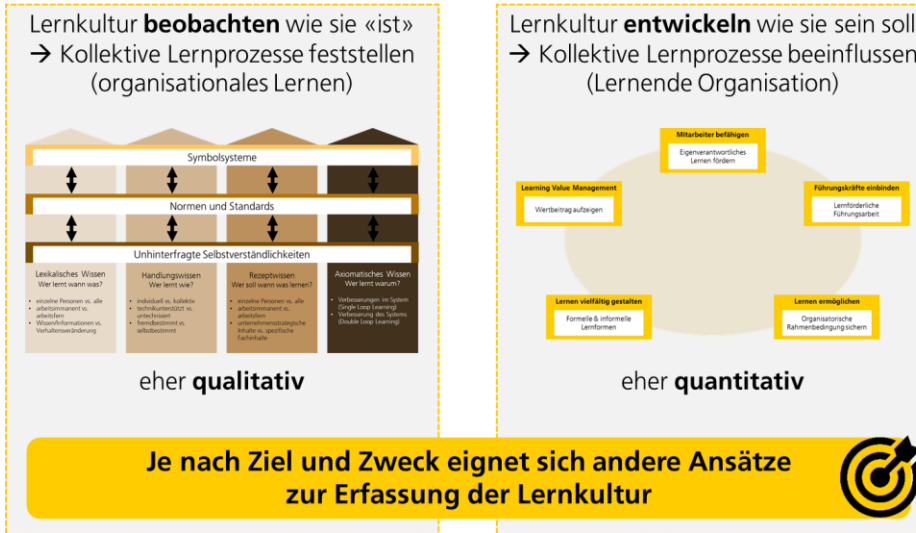 Lernkultur beobachten wie sie «ist»
→ Kollektive Lernprozesse feststellen
(organisationales Lernen)
Symbolsysteme
Normen und Standards
Unhinterfragte Selbstverständlichkeiten
Lexikalisches Wissen
Wer lernt wann was?
• einzelne Personen vs. alle
• arbeitsimmanent vs.
arbeitsfern
• Wissen/Informationen vs.
Verhaltensveränderung
Handlungswissen
Wer lernt wie?
• individuell vs. kollektiv
• technikunterstützt vs.
untechnisiert
• fremdbestimmt vs.
selbstbestimmt
Rezeptwissen
Wer soll wann was lernen?
• einzelne Personen vs. alle
• arbeitsimmanent vs.
arbeitsfern
• unternehmensstrategische
Inhalte vs. spezifische
Fachinhalte
Axiomatisches Wissen
Wer lernt warum?
• Verbesserungen im System
(Single Loop Learning)
• Verbesserung des Systems
(Double Loop Learning)
eher qualitativ
Lernkultur entwickeln wie sie sein soll
→ Kollektive Lernprozesse beeinflussen
(Lernende Organisation)
Mitarbeiter befähigen
Eigenverantwortliches
Lernen fördern
Learning Value Management
Wertbeitrag aufzeigen
Führungskräfte einbinden
Lernförderliche
Führungsarbeit
Lernen vielfältig gestalten
Formelle & informelle
Lernformen
Lernen ermöglichen
Organisatorische
Rahmenbedingung sichern
eher quantitativ
Je nach Ziel und Zweck eignet sich andere Ansätze
zur Erfassung der Lernkultur